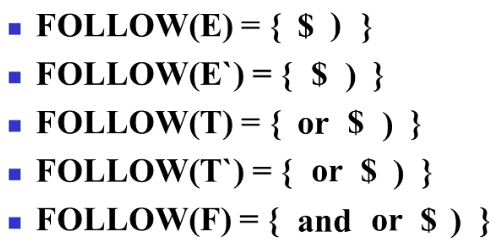 ▪ FOLLOW(E) = { $ ) }
▪ FOLLOW(E`) = { $ ) }
▪ FOLLOW(T) = { or $ ) }
▪ FOLLOW(T`) = { or $ ) }
▪ FOLLOW(F) = { and or $ ) }